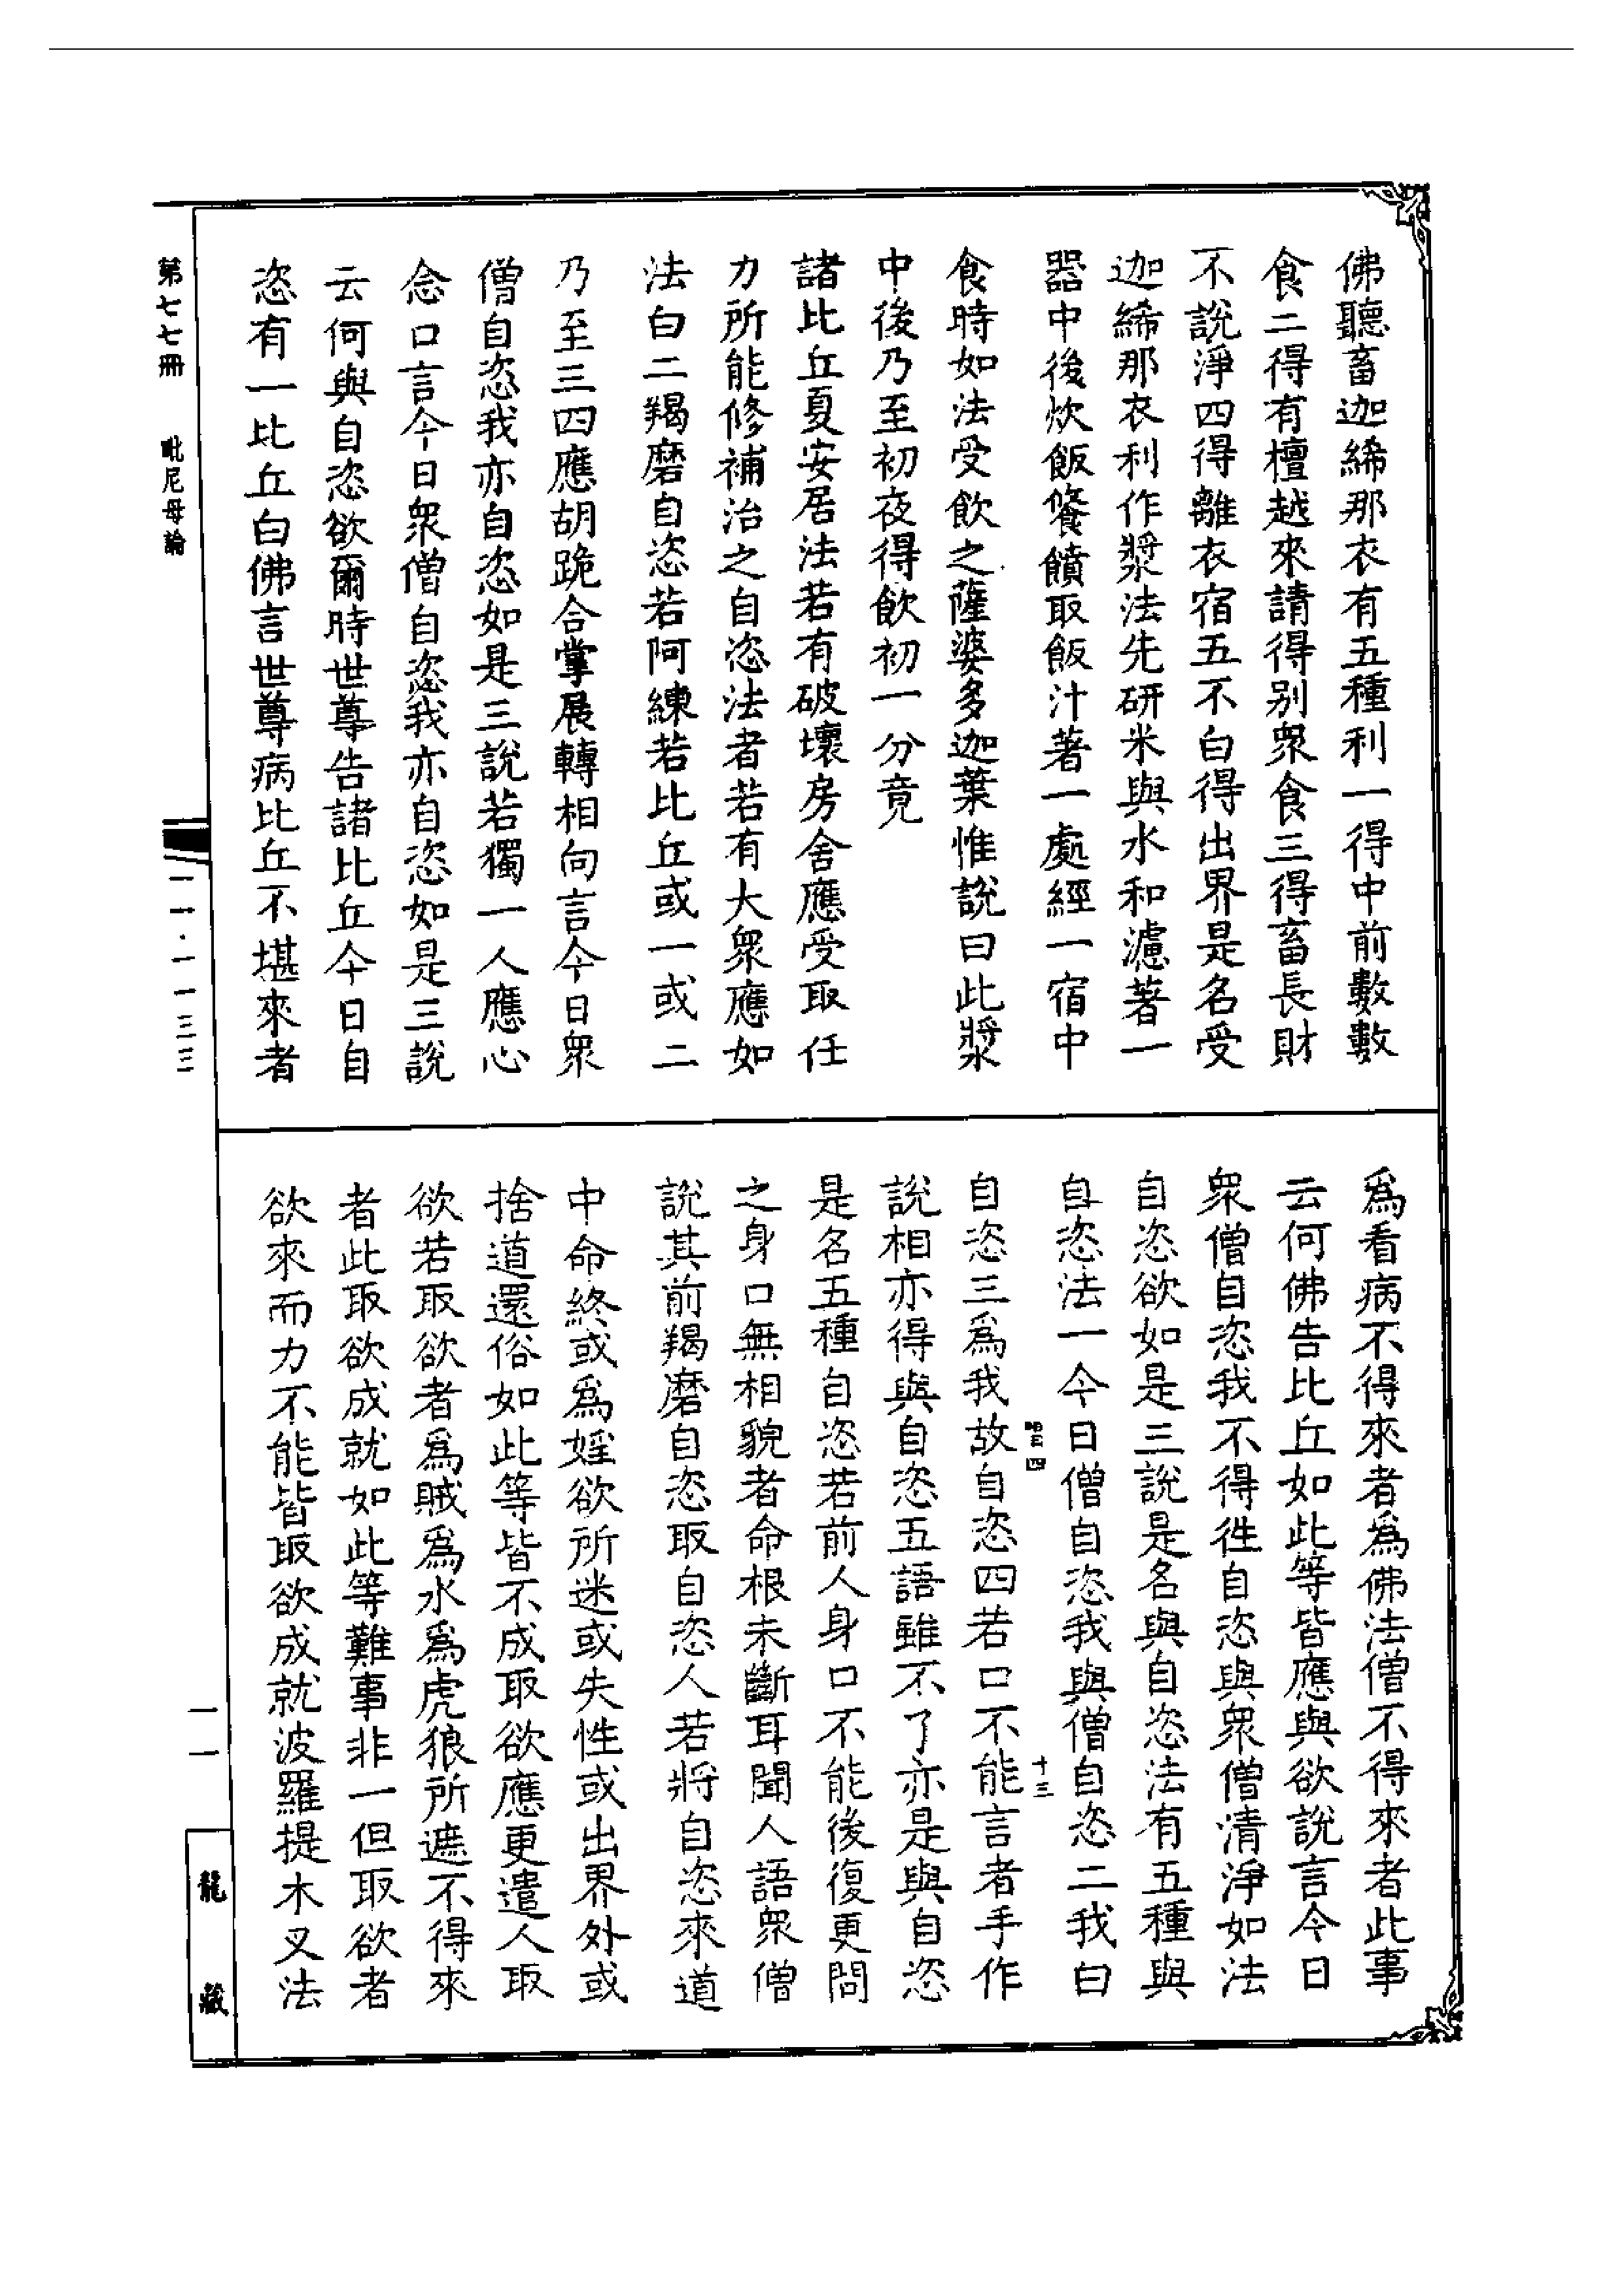 佛聽畜迦絺那衣有五種利一得中前數數
食二得有檀越來請得別眾食三得畜長財
不說淨四得離衣宿五不白得出界是名受
迦絺那衣利作漿法先研米與水和濾著一
器中後炊飯餴饋取飯汁著一處經一宿中
食時如法受飲之薩婆多迦葉惟說曰此漿
中後乃至初夜得飲初一分竟
諸比丘夏安居法若有破壞房舍應受取任
力所能修補治之自恣法者若有大眾應如
法白二羯磨自恣若阿練若比丘或一或二
乃至三四應胡跪合掌展轉相向言今日眾
僧自恣我亦自恣如是三說若獨一人應心
念口言今日眾僧自恣我亦自恣如是三說
云何與自恣欲爾時世尊告諸比丘今日自
恣有一比丘白佛言世尊病比丘不堪來者
為看病不得來者為佛法僧不得來者此事
云何佛告比丘如此等皆應與欲說言今日
眾僧自恣我不得徃自恣與眾僧清淨如法
自恣欲如是三說是名與自恣法有五種與
自恣法一今日僧自恣我與僧自恣二我白
自恣三為我故自恣四若口不能言者手作
說相亦得與自恣五語雖不了亦是與自恣
是名五種自恣若前人身口不能後復更問
之身口無相貌者命根未斷耳聞人語眾僧
說其前羯磨自恣取自恣人若將自恣來道
中命終或為婬欲所迷或失性或出界外或
捨道還俗如此等皆不成取欲應更遣人取
欲若取欲者為賊為水為虎狼所遮不得來
者此取欲成就如此等難事非一但取欲者
欲來而力不能皆取欲成就波羅提木叉法
十三
第七七冊 毗尼母論
一一·一一三三
一一
龍藏